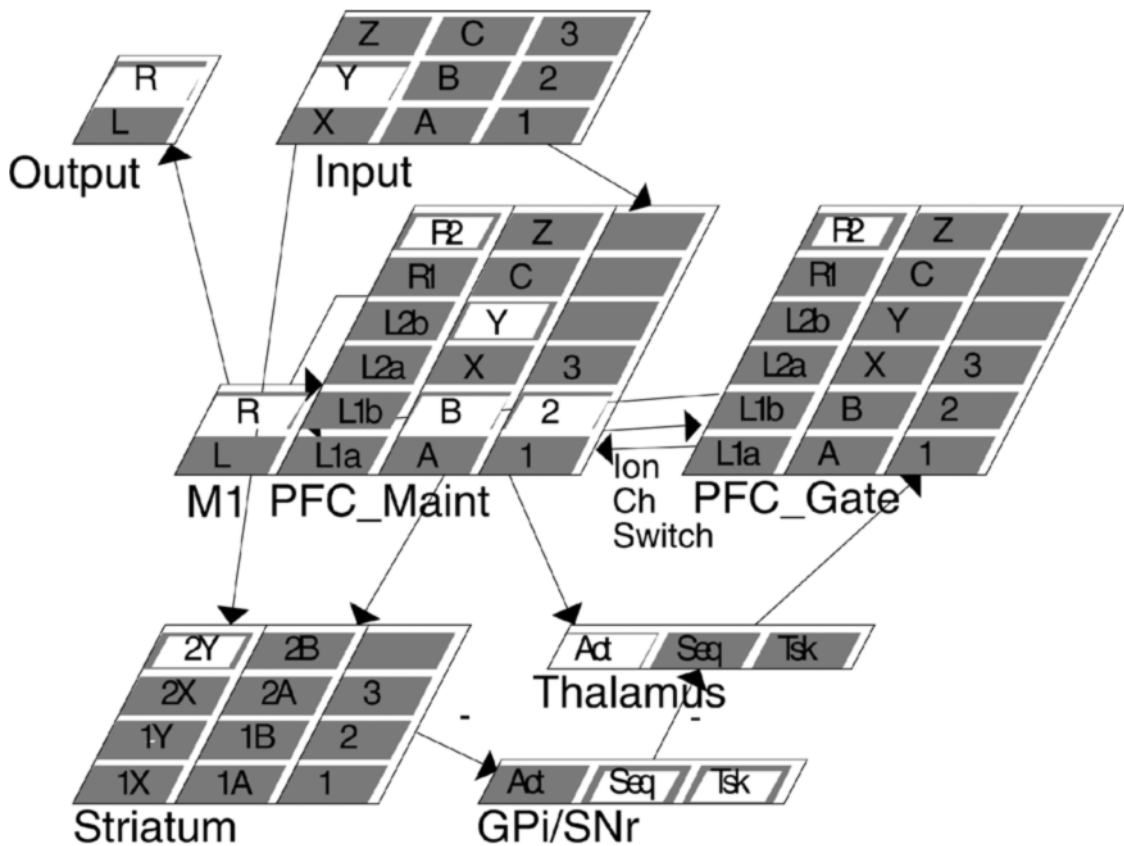 Z C 3
R Y B 2
L X A 1
Output Input
R2 Z R2 Z
R1 C R1 C
L2b Y L2b Y
L2a X 3 L2a X 3
R L1b B 2 L1b B 2
L L1a A 1 L1a A 1
M1 PFC_Maint Ion PFC_Gate
Ch
Switch
2Y 2B Act Seq Tsk
2X 2A 3 Thalamus
1Y 1B 2 - -
1X 1A 1 Act Seq Tsk
Striatum GPi/SNr